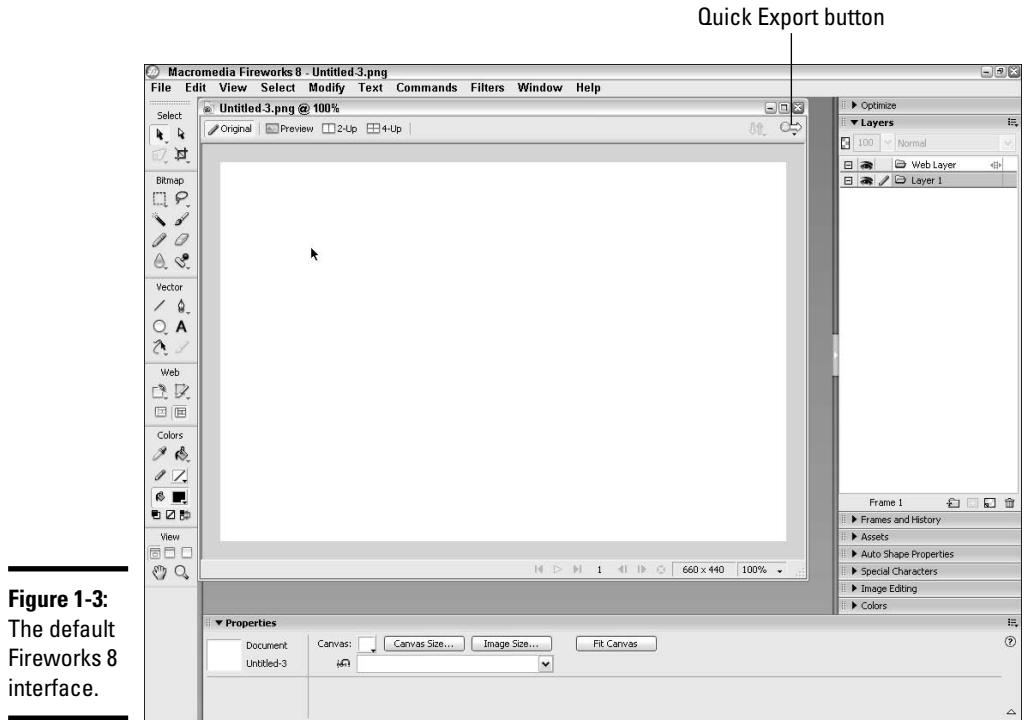 Quick Export button
Macromedia Fireworks 8 - Untitled-3.png
File Edit View Select Modify Text Commands Filters Window Help
Untitled-3.png @ 100%
Original Preview 2-Up 4-Up
Select
Bitmap
Vector
A
Web
Colors
View
Optimize
Layers
100 Normal
Web Layer
Layer 1
Frame 1
Frames and History
Assets
Auto Shape Properties
Special Characters
Image Editing
Colors
1 660 x 440 100%
Properties
Document Canvas: Canvas Size... Image Size... Fit Canvas
Untitled-3
?
Figure 1-3:
The default
Fireworks 8
interface.